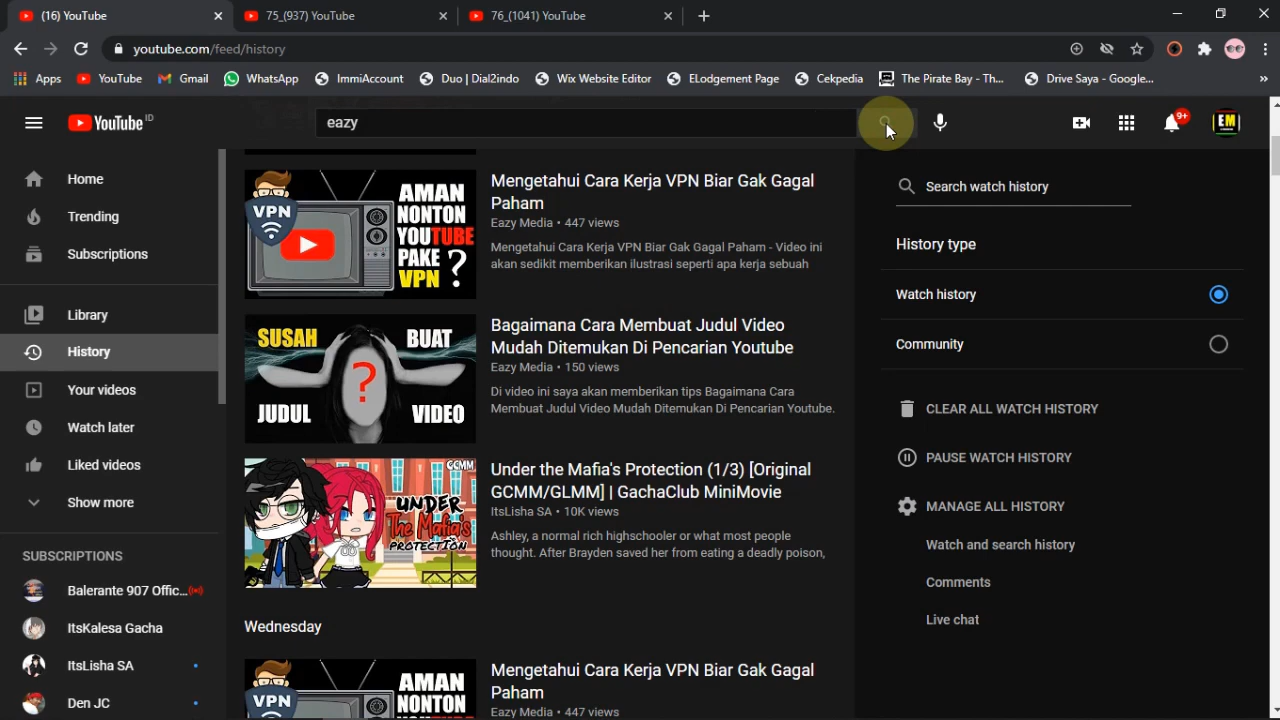 (16) YouTube
75_(937) YouTube
76_(1041) YouTube
youtube.com/feed/history
Apps
YouTube
Gmail
WhatsApp
ImmiAccount
Duo | Dial2indo
Wix Website Editor
ELodgement Page
Cekpedia
The Pirate Bay - Th...
Drive Saya - Google...
»
YouTube ID
eazy
9+
EM
Home
Trending
Subscriptions
Library
History
Your videos
Watch later
Liked videos
Show more
SUBSCRIPTIONS
Balerante 907 Offic...
ItsKalesa Gacha
ItsLisha SA
Den JC
VPN
AMAN
NONTON
YOUTUBE
PAKE
VPN ?
Mengetahui Cara Kerja VPN Biar Gak Gagal
Paham
Eazy Media • 447 views
Mengetahui Cara Kerja VPN Biar Gak Gagal Paham - Video ini
akan sedikit memberikan ilustrasi seperti apa kerja sebuah
SUSAH BUAT
?
JUDUL VIDEO
Bagaimana Cara Membuat Judul Video
Mudah Ditemukan Di Pencarian Youtube
Eazy Media • 150 views
Di video ini saya akan memberikan tips Bagaimana Cara
Membuat Judul Video Mudah Ditemukan Di Pencarian Youtube.
GCMM
UNDER
The Mafia's
PROTECTION
Under the Mafia's Protection (1/3) [Original
GCMM/GLMM] | GachaClub MiniMovie
ItsLisha SA • 10K views
Ashley, a normal rich highschooler or what most people
thought. After Brayden saved her from eating a deadly poison,
Wednesday
VPN
AMAN
NONTON
Mengetahui Cara Kerja VPN Biar Gak Gagal
Paham
Eazy Media • 447 views
Search watch history
History type
Watch history
Community
CLEAR ALL WATCH HISTORY
PAUSE WATCH HISTORY
MANAGE ALL HISTORY
Watch and search history
Comments
Live chat